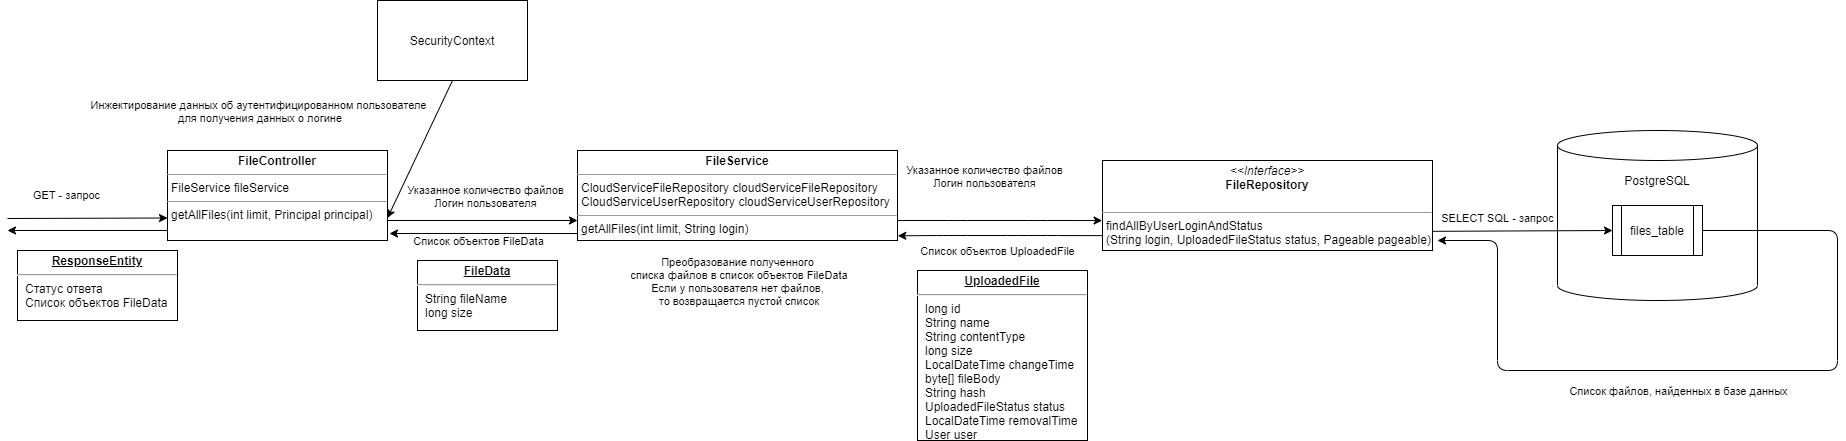 SecurityContext
Инжектирование данных об аутентифицированном пользователе
для получения данных о логине
GET - запрос
FileController
FileService fileService
getAllFiles(int limit, Principal principal)
ResponseEntity
Статус ответа
Список объектов FileData
Указанное количество файлов
Логин пользователя
Список объектов FileData
FileData
String fileName
long size
FileService
CloudServiceFileRepository cloudServiceFileRepository
CloudServiceUserRepository cloudServiceUserRepository
getAllFiles(int limit, String login)
Преобразование полученного
списка файлов в список объектов FileData
Если у пользователя нет файлов,
то возвращается пустой список
Указанное количество файлов
Логин пользователя
Список объектов UploadedFile
UploadedFile
long id
String name
String contentType
long size
LocalDateTime changeTime
byte[] fileBody
String hash
UploadedFileStatus status
LocalDateTime removalTime
User user
<<Interface>>
FileRepository
findAllByUserLoginAndStatus
(String login, UploadedFileStatus status, Pageable pageable)
SELECT SQL - запрос
PostgreSQL
files_table
Список файлов, найденных в базе данных